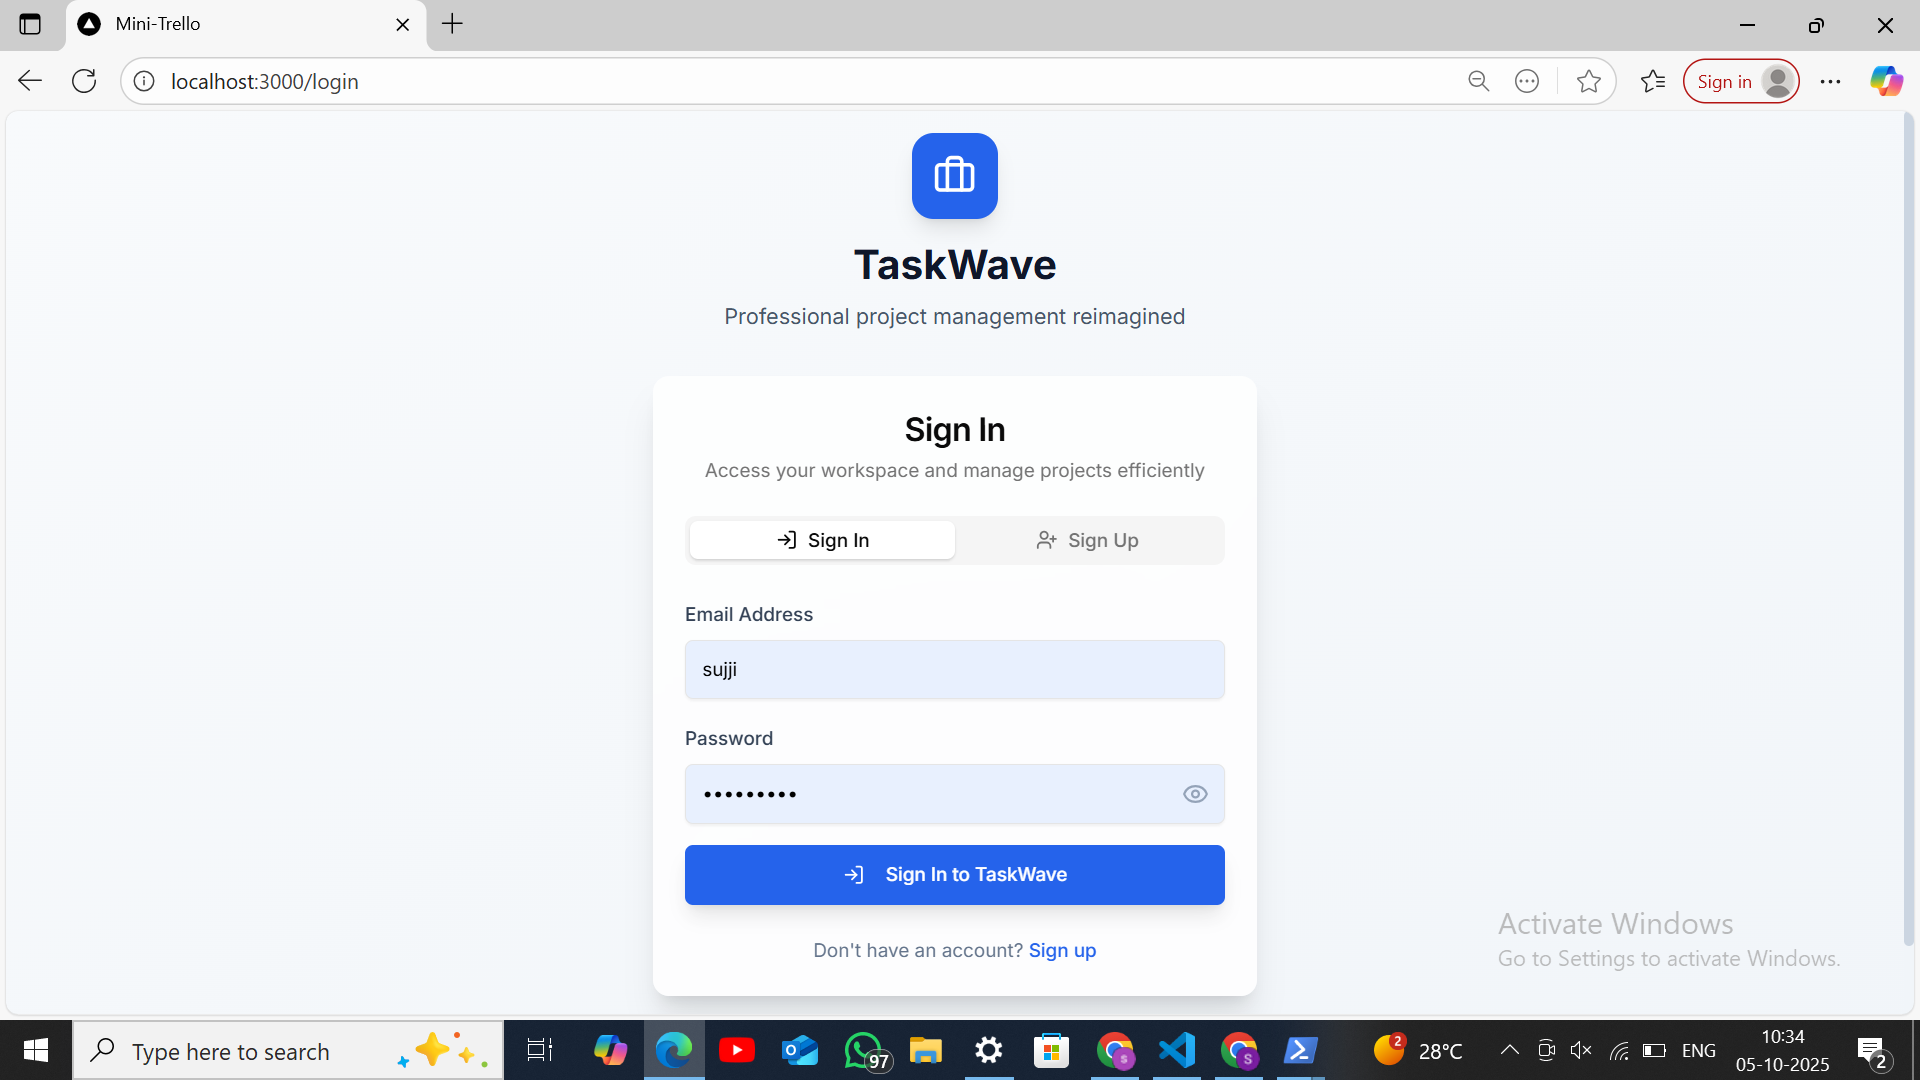 Mini-Trello
localhost:3000/login
Sign in
TaskWave
Professional project management reimagined
Sign In
Access your workspace and manage projects efficiently
Sign In
Sign Up
Email Address
sujji
Password
•••••••••
Sign In to TaskWave
Don't have an account? Sign up
Activate Windows
Go to Settings to activate Windows.
Type here to search
97
S
S
2
28°C
ENG
10:34
05-10-2025
2